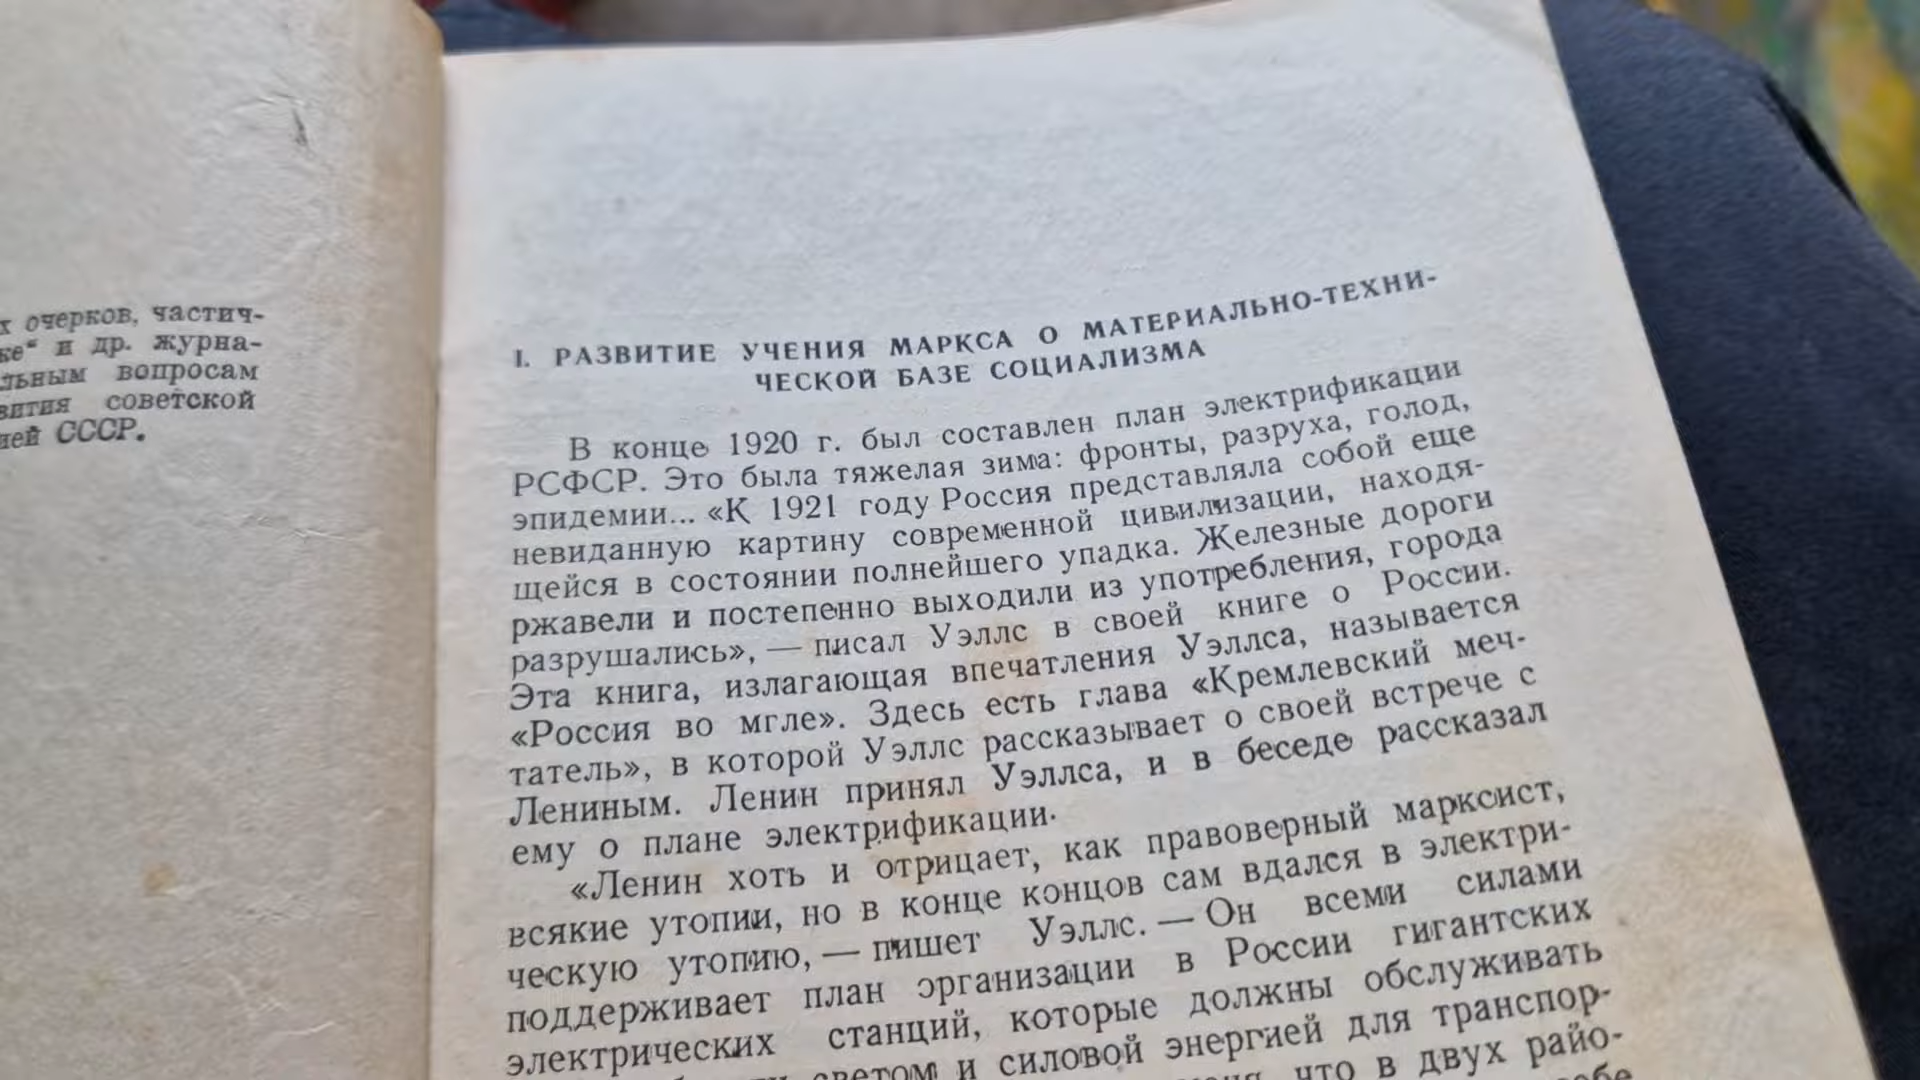 х очерков, частич-
ке“ и др. журна-
льным вопросам
вития советской
ией СССР.
I. РАЗВИТИЕ УЧЕНИЯ МАРКСА О МАТЕРИАЛЬНО-ТЕХНИ-
ЧЕСКОЙ БАЗЕ СОЦИАЛИЗМА
В конце 1920 г. был составлен план электрификации
РСФСР. Это была тяжелая зима: фронты, разруха, голод,
эпидемии... «К 1921 году Россия представляла собой еще
невиданную картину современной цивилизации, находя-
щейся в состоянии полнейшего упадка. Железные дороги
ржавели и постепенно выходили из употребления, города
разрушались», — писал Уэллс в своей книге о России.
Эта книга, излагающая впечатления Уэллса, называется
«Россия во мгле». Здесь есть глава «Кремлевский меч-
татель», в которой Уэллс рассказывает о своей встрече с
Лениным. Ленин принял Уэллса, и в беседе рассказал
ему о плане электрификации.
«Ленин хоть и отрицает, как правоверный марксист,
всякие утопии, но в конце концов сам вдался в электри-
ческую утопию, — пишет Уэллс. — Он всеми силами
поддерживает план организации в России гигантских
электрических станций, которые должны обслуживать
светом и силовой энергией для транспор-
что в двух райо-
себе